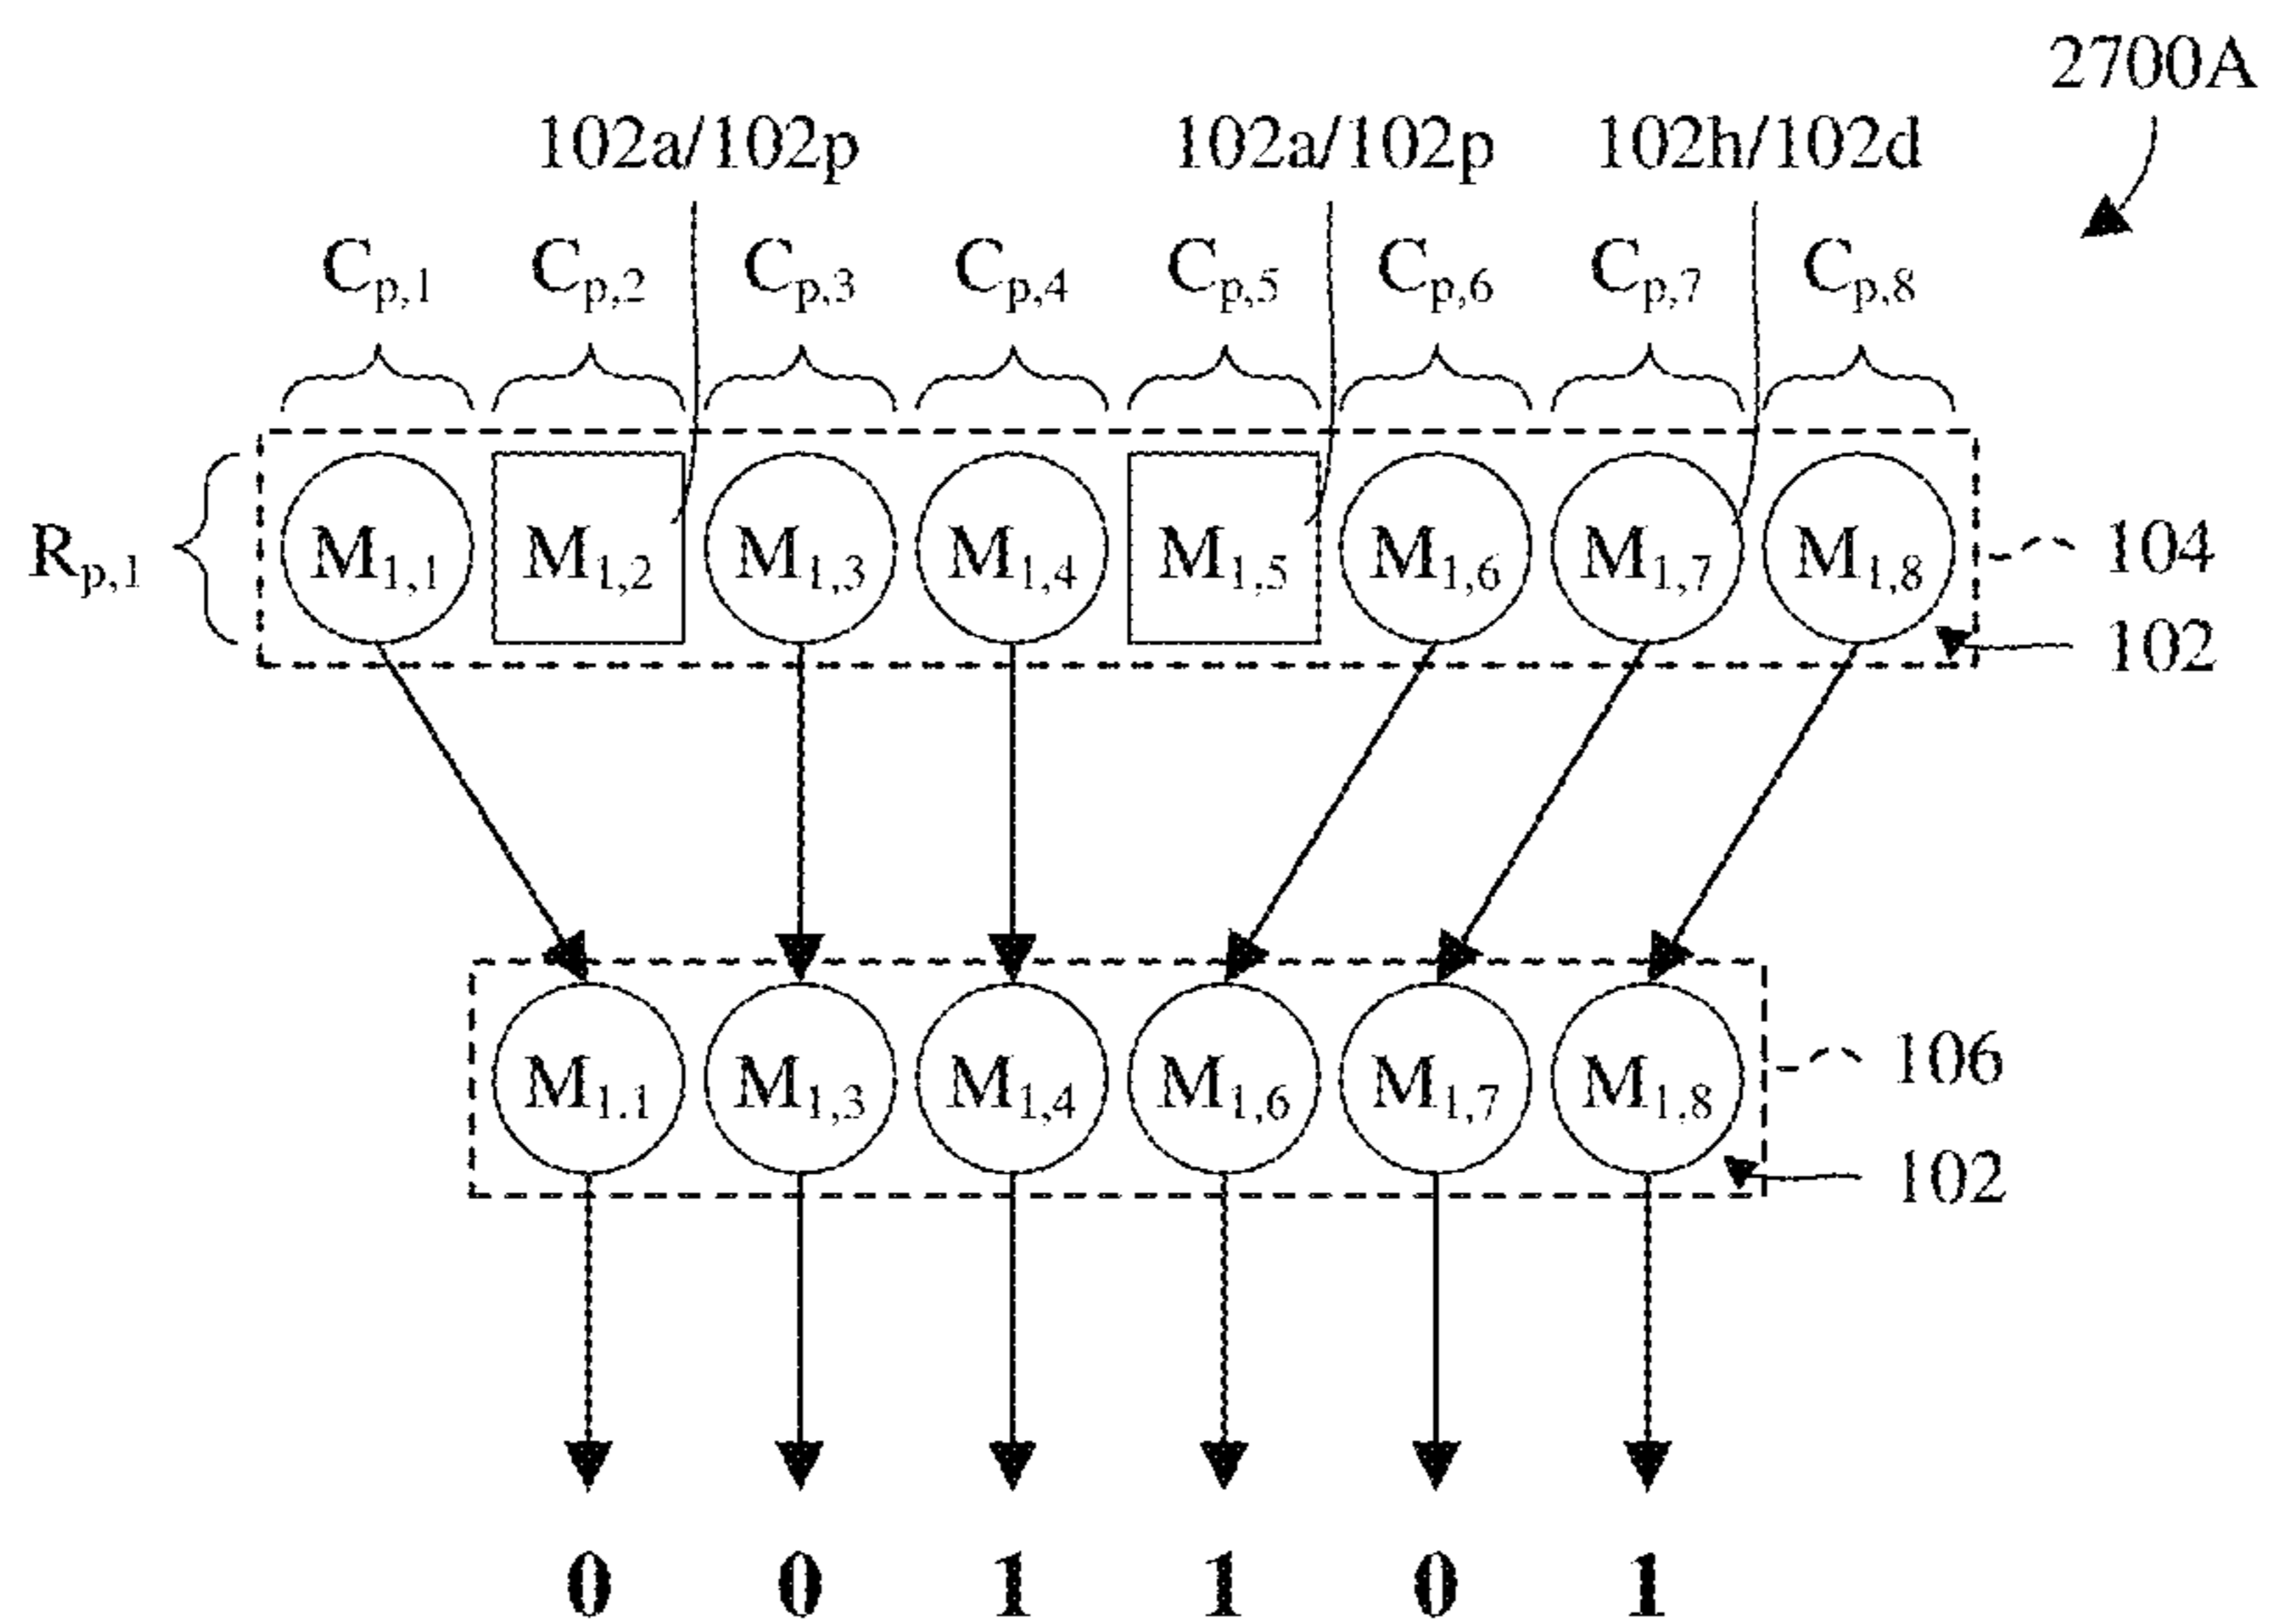 2700A
102a/102p 102a/102p 102h/102d
Cp,1 Cp,2 Cp,3 Cp,4 Cp,5 Cp,6 Cp,7 Cp,8
Rp,1 M1,1 M1,2 M1,3 M1,4 M1,5 M1,6 M1,7 M1,8 104
102
M1.1 M1,3 M1,4 M1,6 M1,7 M1.8 106
102
0 0 1 1 0 1